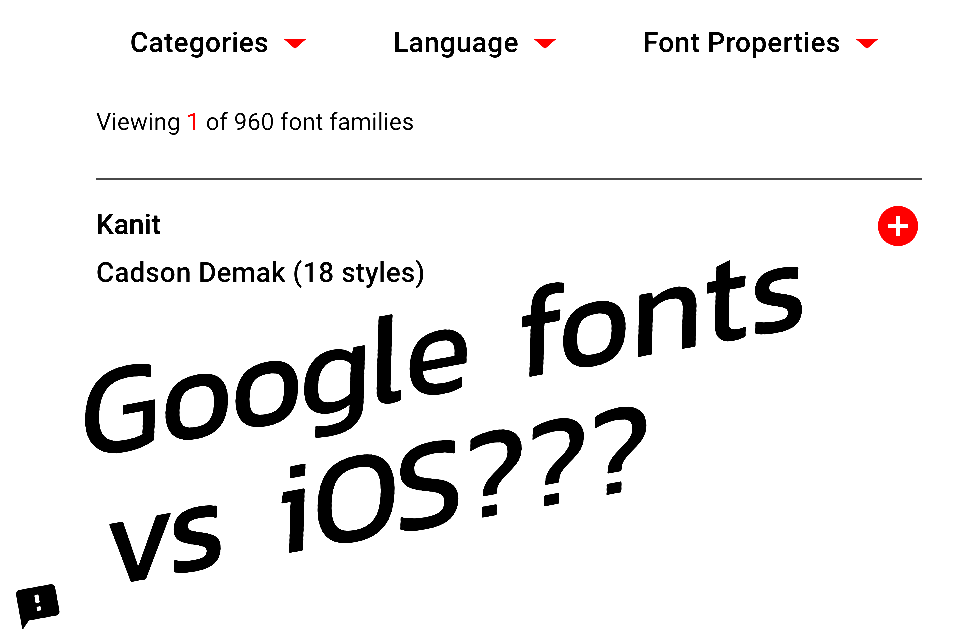 Categories Language Font Properties
Viewing 1 of 960 font families
Kanit
Cadson Demak (18 styles)
Google fonts
vs iOS???